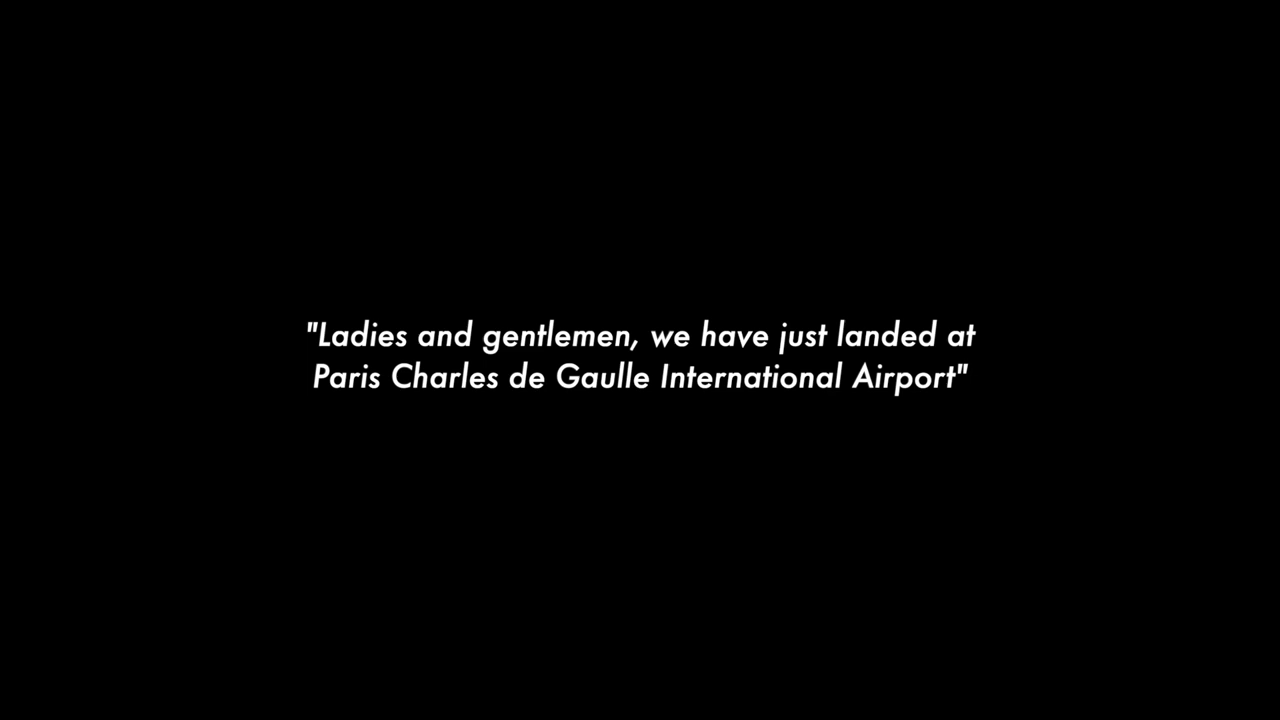 "Ladies and gentlemen, we have just landed at
Paris Charles de Gaulle International Airport"